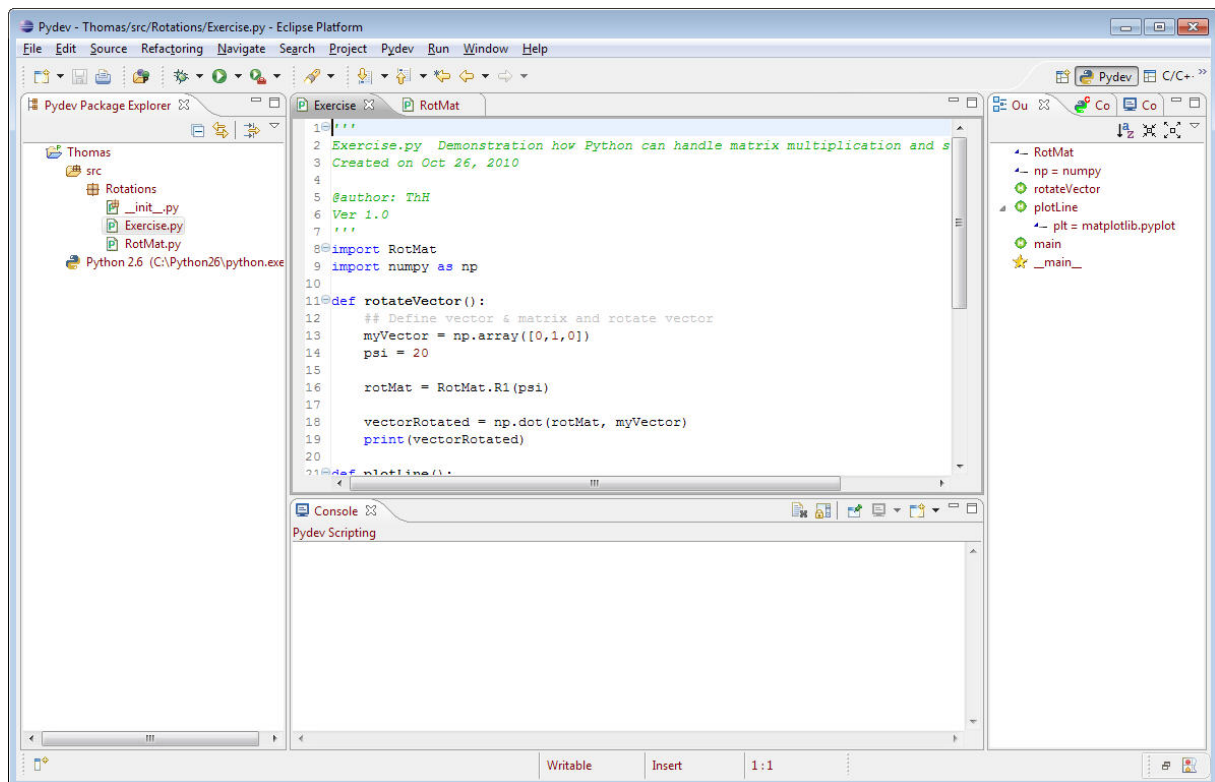 Pydev - Thomas/src/Rotations/Exercise.py - Eclipse Platform
File Edit Source Refactoring Navigate Search Project Pydev Run Window Help
Pydev C/C+· »
Pydev Package Explorer
Thomas
src
Rotations
__init__.py
Exercise.py
RotMat.py
Python 2.6 (C:\Python26\python.exe
Exercise RotMat
1 '''
2 Exercise.py Demonstration how Python can handle matrix multiplication and s
3 Created on Oct 26, 2010
4
5 @author: ThH
6 Ver 1.0
7 '''
8 import RotMat
9 import numpy as np
10
11 def rotateVector():
12 ## Define vector & matrix and rotate vector
13 myVector = np.array([0,1,0])
14 psi = 20
15
16 rotMat = RotMat.R1(psi)
17
18 vectorRotated = np.dot(rotMat, myVector)
19 print(vectorRotated)
20
21 def plotLine():
Console
Pydev Scripting
Ou Co Co
RotMat
np = numpy
rotateVector
plotLine
plt = matplotlib.pyplot
main
__main__
Writable Insert 1:1